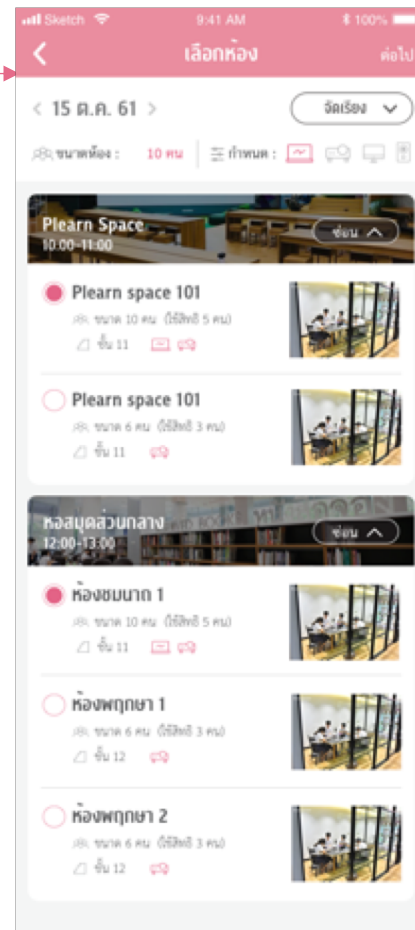 Sketch 9:41 AM 100%
เลือกห้อง ต่อไป
< 15 ต.ค. 61 > จัดเรียง
ขนาดห้อง : 10 คน กำหนด :
Plearn Space
10:00-11:00 ซ่อน
Plearn space 101
ขนาด 10 คน (ใช้สิทธิ 5 คน)
ชั้น 11
Plearn space 101
ขนาด 6 คน (ใช้สิทธิ 3 คน)
ชั้น 11
หอสมุดส่วนกลาง
12:00-13:00 ซ่อน
ห้องชมนาด 1
ขนาด 10 คน (ใช้สิทธิ 5 คน)
ชั้น 11
ห้องพฤกษา 1
ขนาด 6 คน (ใช้สิทธิ 3 คน)
ชั้น 12
ห้องพฤกษา 2
ขนาด 6 คน (ใช้สิทธิ 3 คน)
ชั้น 12